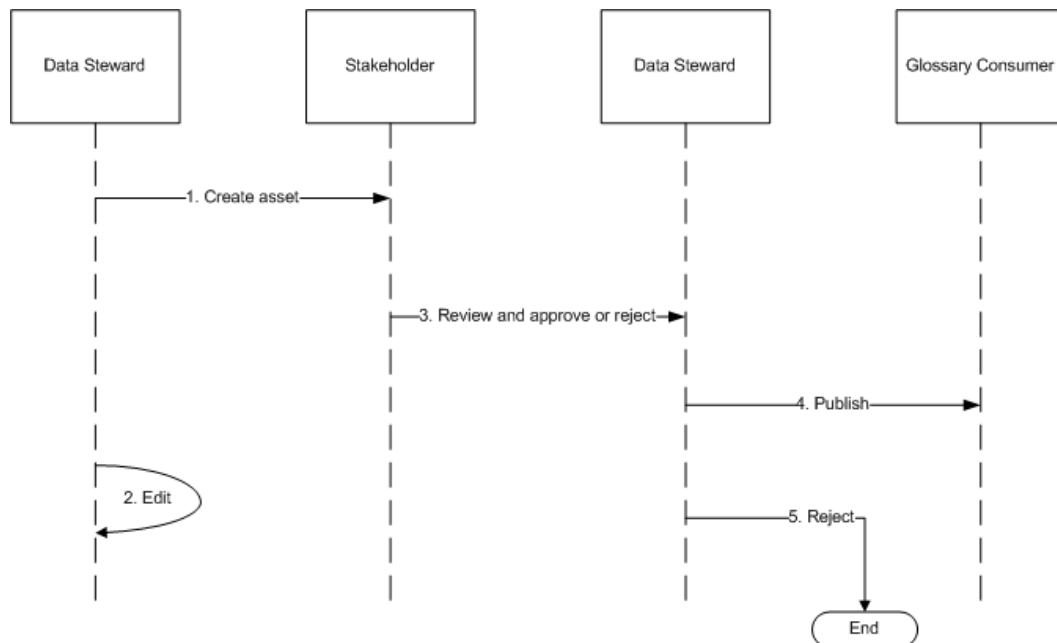 Data Steward
Stakeholder
Data Steward
Glossary Consumer
1. Create asset
3. Review and approve or reject
4. Publish
2. Edit
5. Reject
End